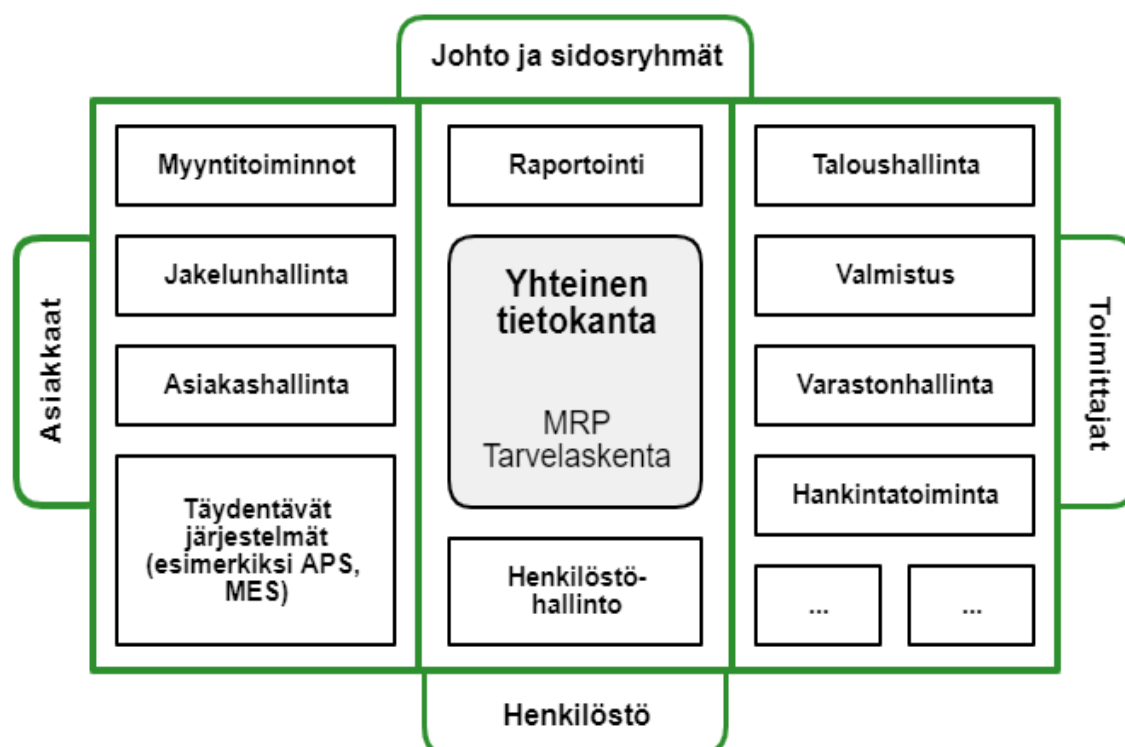 Johto ja sidosryhmät
Myyntitoiminnot
Raportointi
Taloushallinta
Asiakkaat
Jakelunhallinta
Yhteinen
tietokanta
Valmistus
Toimittajat
Asiakashallinta
Varastonhallinta
MRP
Tarvelaskenta
Täydentävät
järjestelmät
(esimerkiksi APS,
MES)
Hankintatoiminta
Henkilöstö-
hallinto
...
...
Henkilöstö